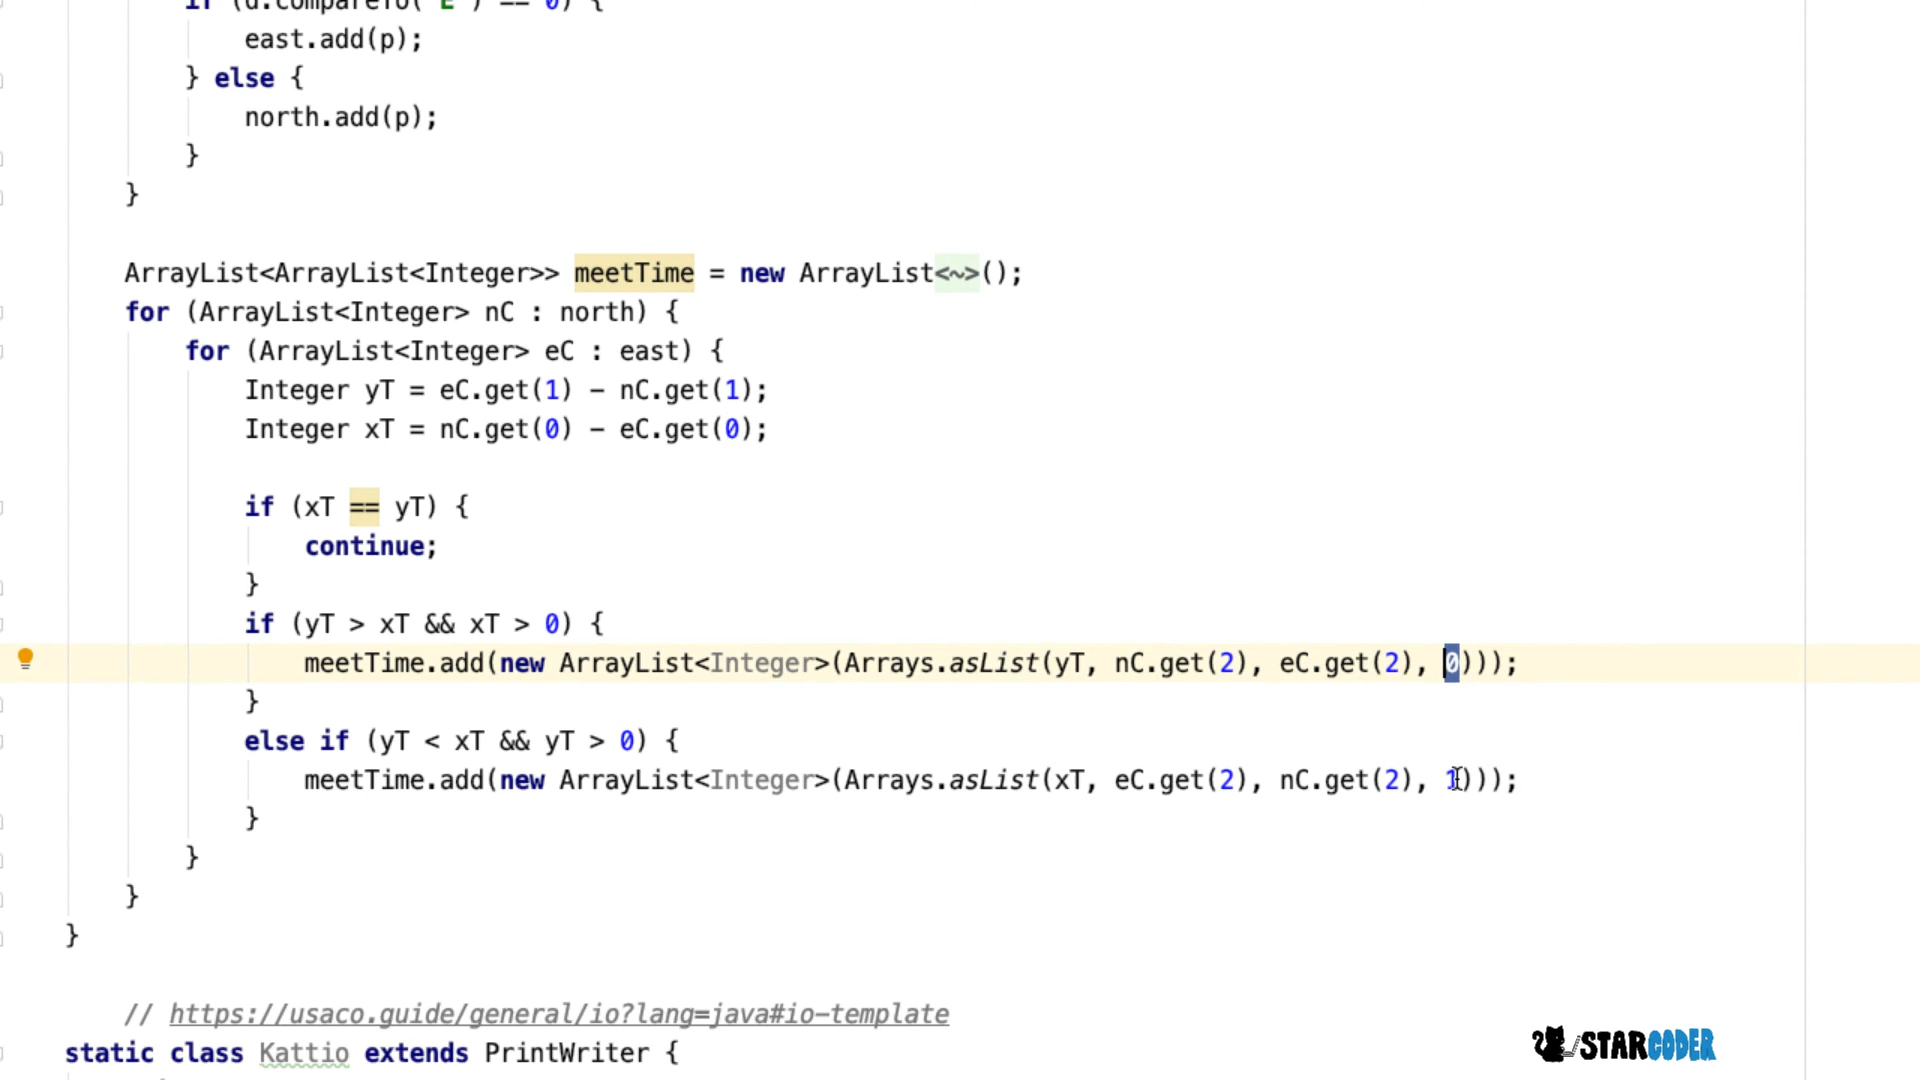 if (d.compareTo("E") == 0) {
east.add(p);
} else {
north.add(p);
}
}
ArrayList<ArrayList<Integer>> meetTime = new ArrayList<~>();
for (ArrayList<Integer> nC : north) {
for (ArrayList<Integer> eC : east) {
Integer yT = eC.get(1) - nC.get(1);
Integer xT = nC.get(0) - eC.get(0);
if (xT == yT) {
continue;
}
if (yT > xT && xT > 0) {
meetTime.add(new ArrayList<Integer>(Arrays.asList(yT, nC.get(2), eC.get(2), 0)));
}
else if (yT < xT && yT > 0) {
meetTime.add(new ArrayList<Integer>(Arrays.asList(xT, eC.get(2), nC.get(2), 1)));
}
}
}
}
// https://usaco.guide/general/io?lang=java#io-template
static class Kattio extends PrintWriter {
STARCODER